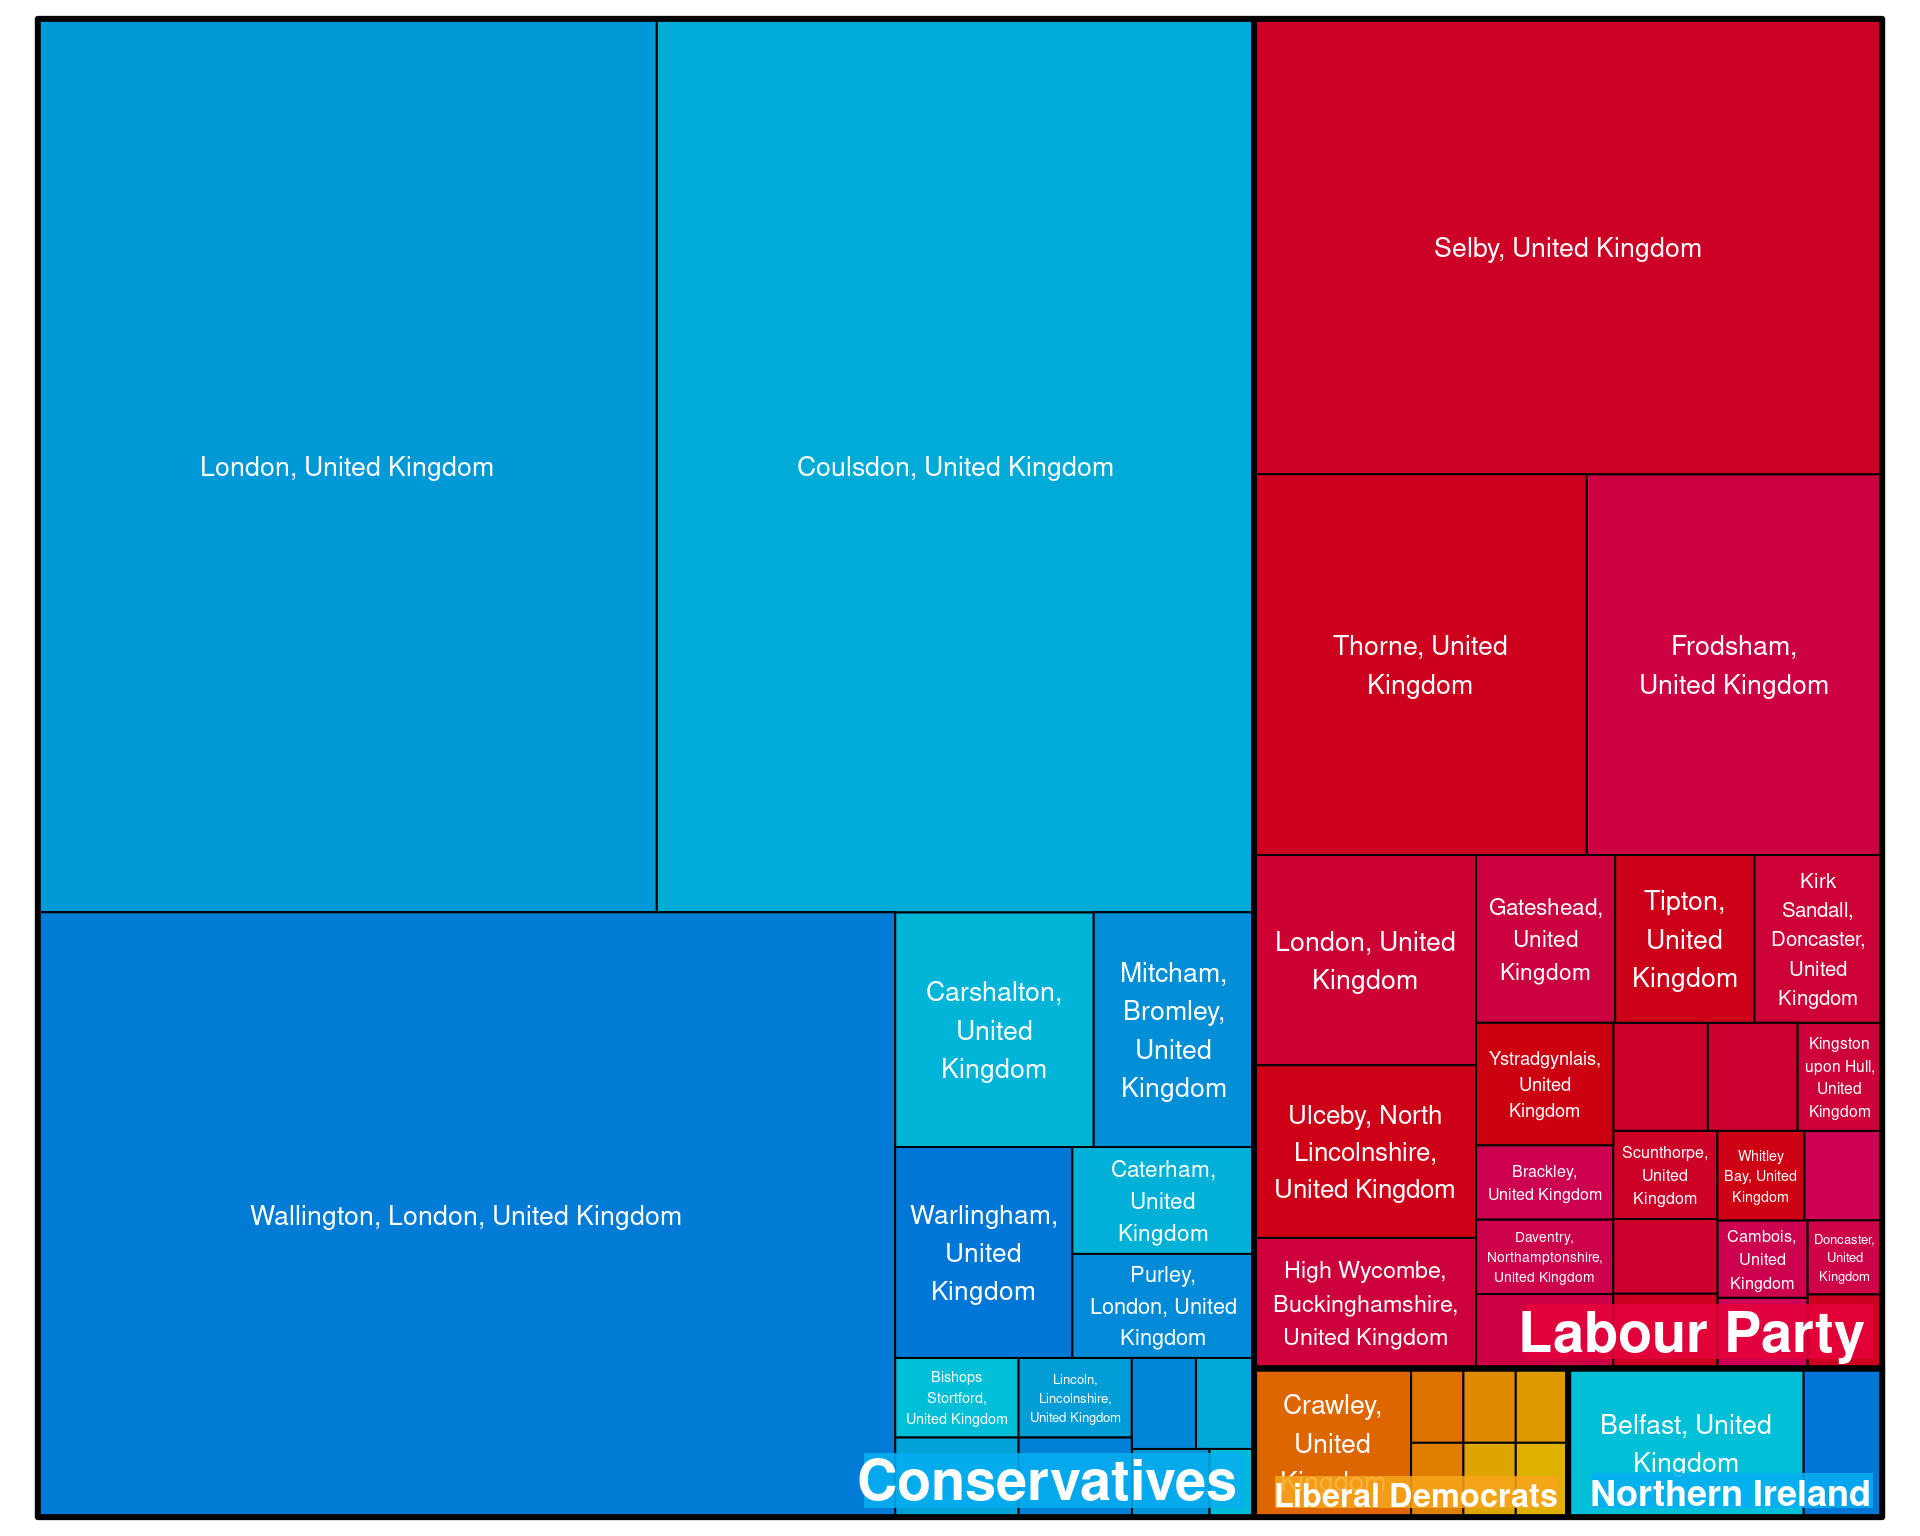 London, United Kingdom
Coulsdon, United Kingdom
Wallington, London, United Kingdom
Carshalton,
United
Kingdom
Mitcham,
Bromley,
United
Kingdom
Warlingham,
United
Kingdom
Caterham,
United
Kingdom
Purley,
London, United
Kingdom
Bishops
Stortford,
United Kingdom
Lincoln,
Lincolnshire,
United Kingdom
Conservatives
Selby, United Kingdom
Thorne, United
Kingdom
Frodsham,
United Kingdom
London, United
Kingdom
Gateshead,
United
Kingdom
Tipton,
United
Kingdom
Kirk
Sandall,
Doncaster,
United
Kingdom
Ulceby, North
Lincolnshire,
United Kingdom
Ystradgynlais,
United
Kingdom
Kingston
upon Hull,
United
Kingdom
Brackley,
United Kingdom
Scunthorpe,
United
Kingdom
Whitley
Bay, United
Kingdom
High Wycombe,
Buckinghamshire,
United Kingdom
Daventry,
Northamptonshire,
United Kingdom
Cambois,
United
Kingdom
Doncaster,
United
Kingdom
Labour Party
Crawley,
United
Kingdom
Liberal Democrats
Belfast, United
Kingdom
Northern Ireland